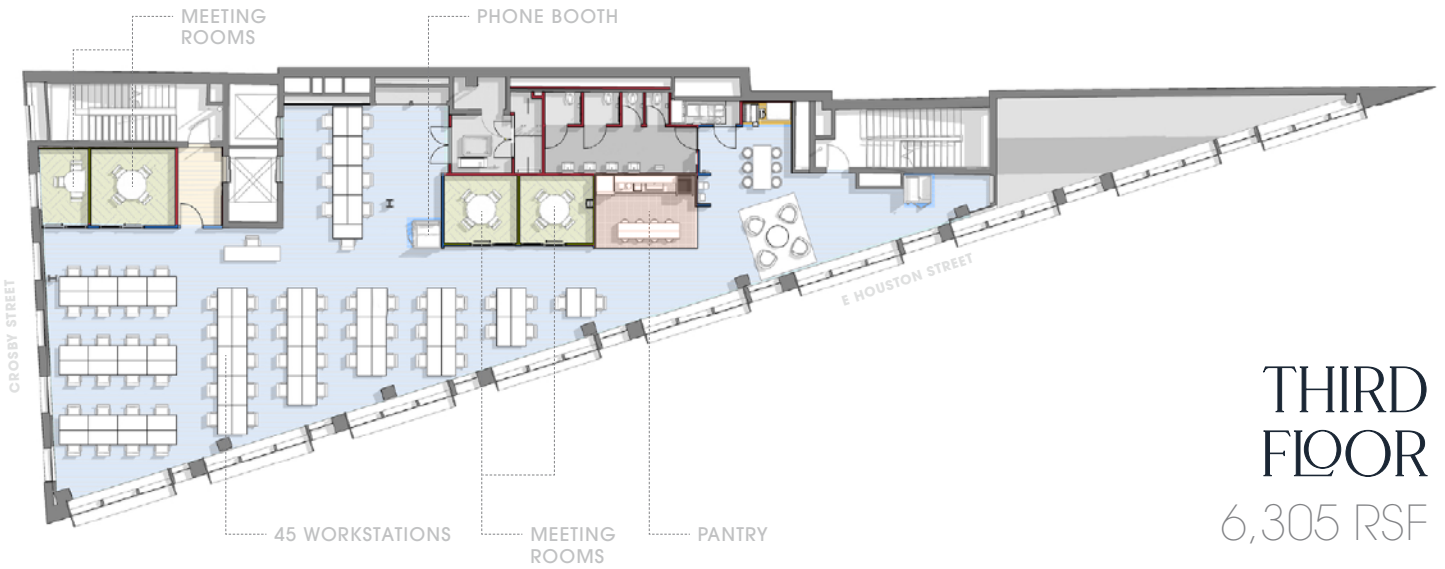 MEETING
ROOMS
PHONE BOOTH
CROSBY STREET
E HOUSTON STREET
45 WORKSTATIONS
MEETING
ROOMS
PANTRY
THIRD
FLOOR
6,305 RSF